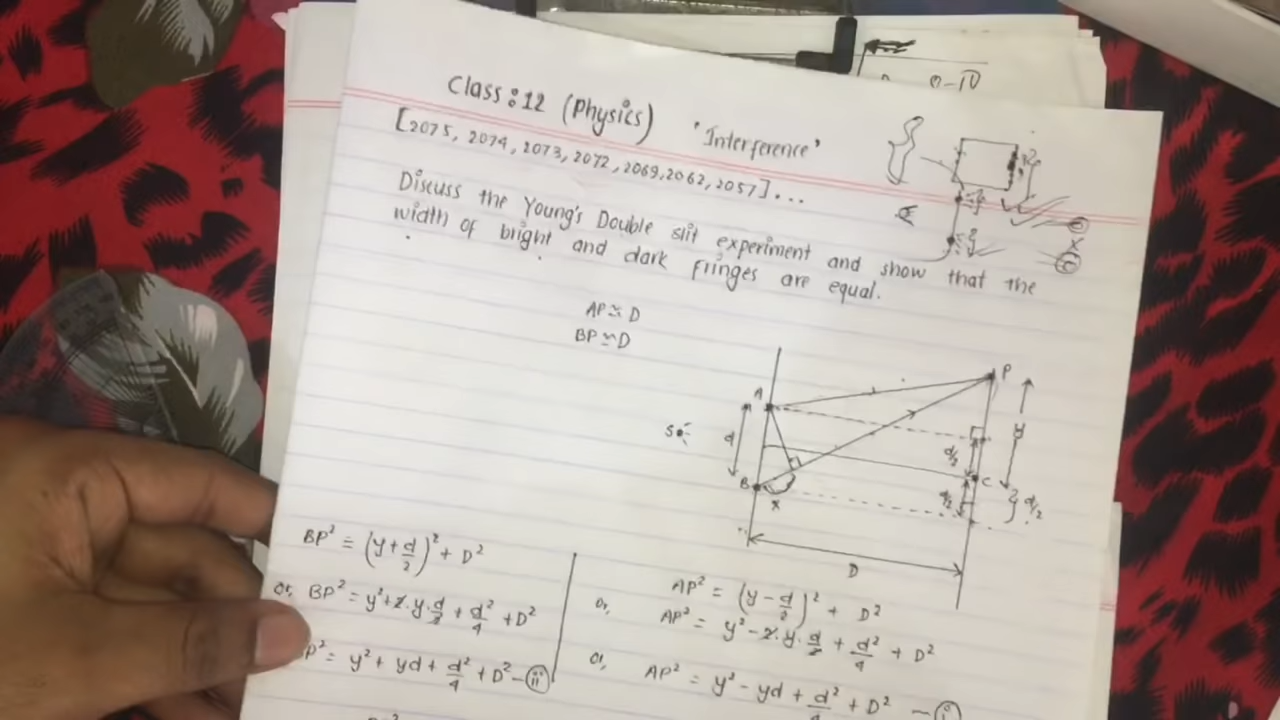 Class:12 (Physics) 'Interference'
[2075, 2074, 2073, 2072, 2069, 2062, 2057]...
Discuss the Young's Double slit experiment and show that the
width of bright and dark fringes are equal.
AP ≃ D
BP ≃ D
P
A
S
d
y
d/2
C
B
d/2
d/2
x
D
BP² = (y + d/2)² + D²
or, BP² = y² + 2.y.d/2 + d²/4 + D²
P² = y² + yd + d²/4 + D² - (ii)
AP² = (y - d/2)² + D²
or, AP² = y² - 2.y.d/2 + d²/4 + D²
or, AP² = y² - yd + d²/4 + D² - (i)